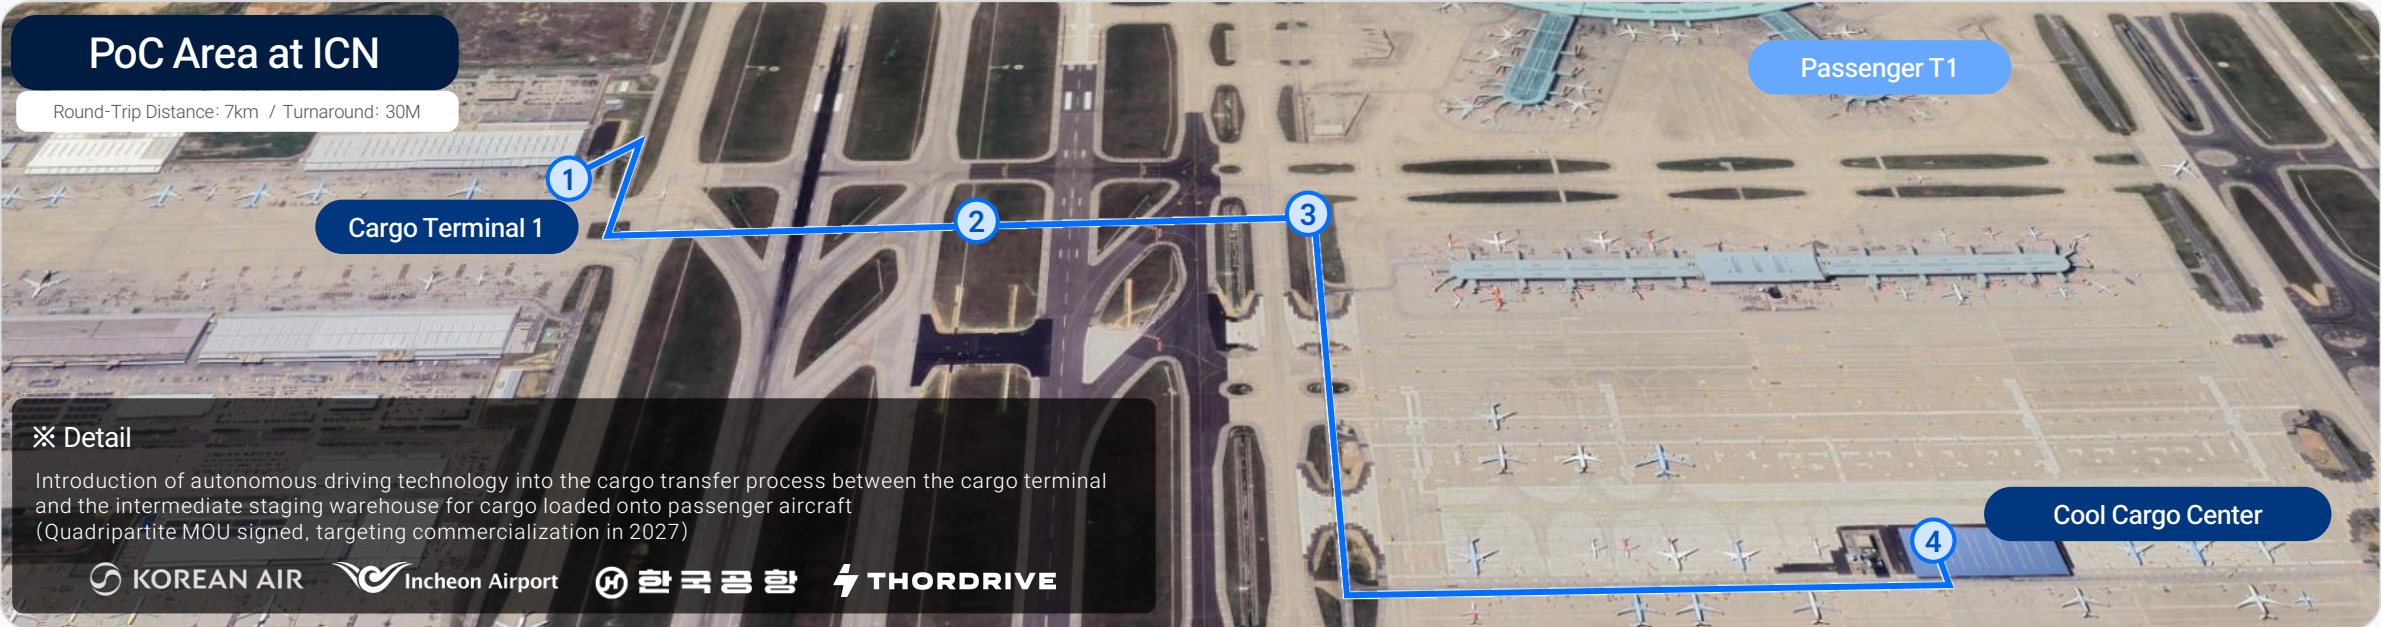 PoC Area at ICN
Round-Trip Distance: 7km / Turnaround: 30M
Passenger T1
1
Cargo Terminal 1
2
3
※ Detail
Introduction of autonomous driving technology into the cargo transfer process between the cargo terminal
and the intermediate staging warehouse for cargo loaded onto passenger aircraft
(Quadripartite MOU signed, targeting commercialization in 2027)
KOREAN AIR
Incheon Airport
한국공항
THORDRIVE
Cool Cargo Center
4